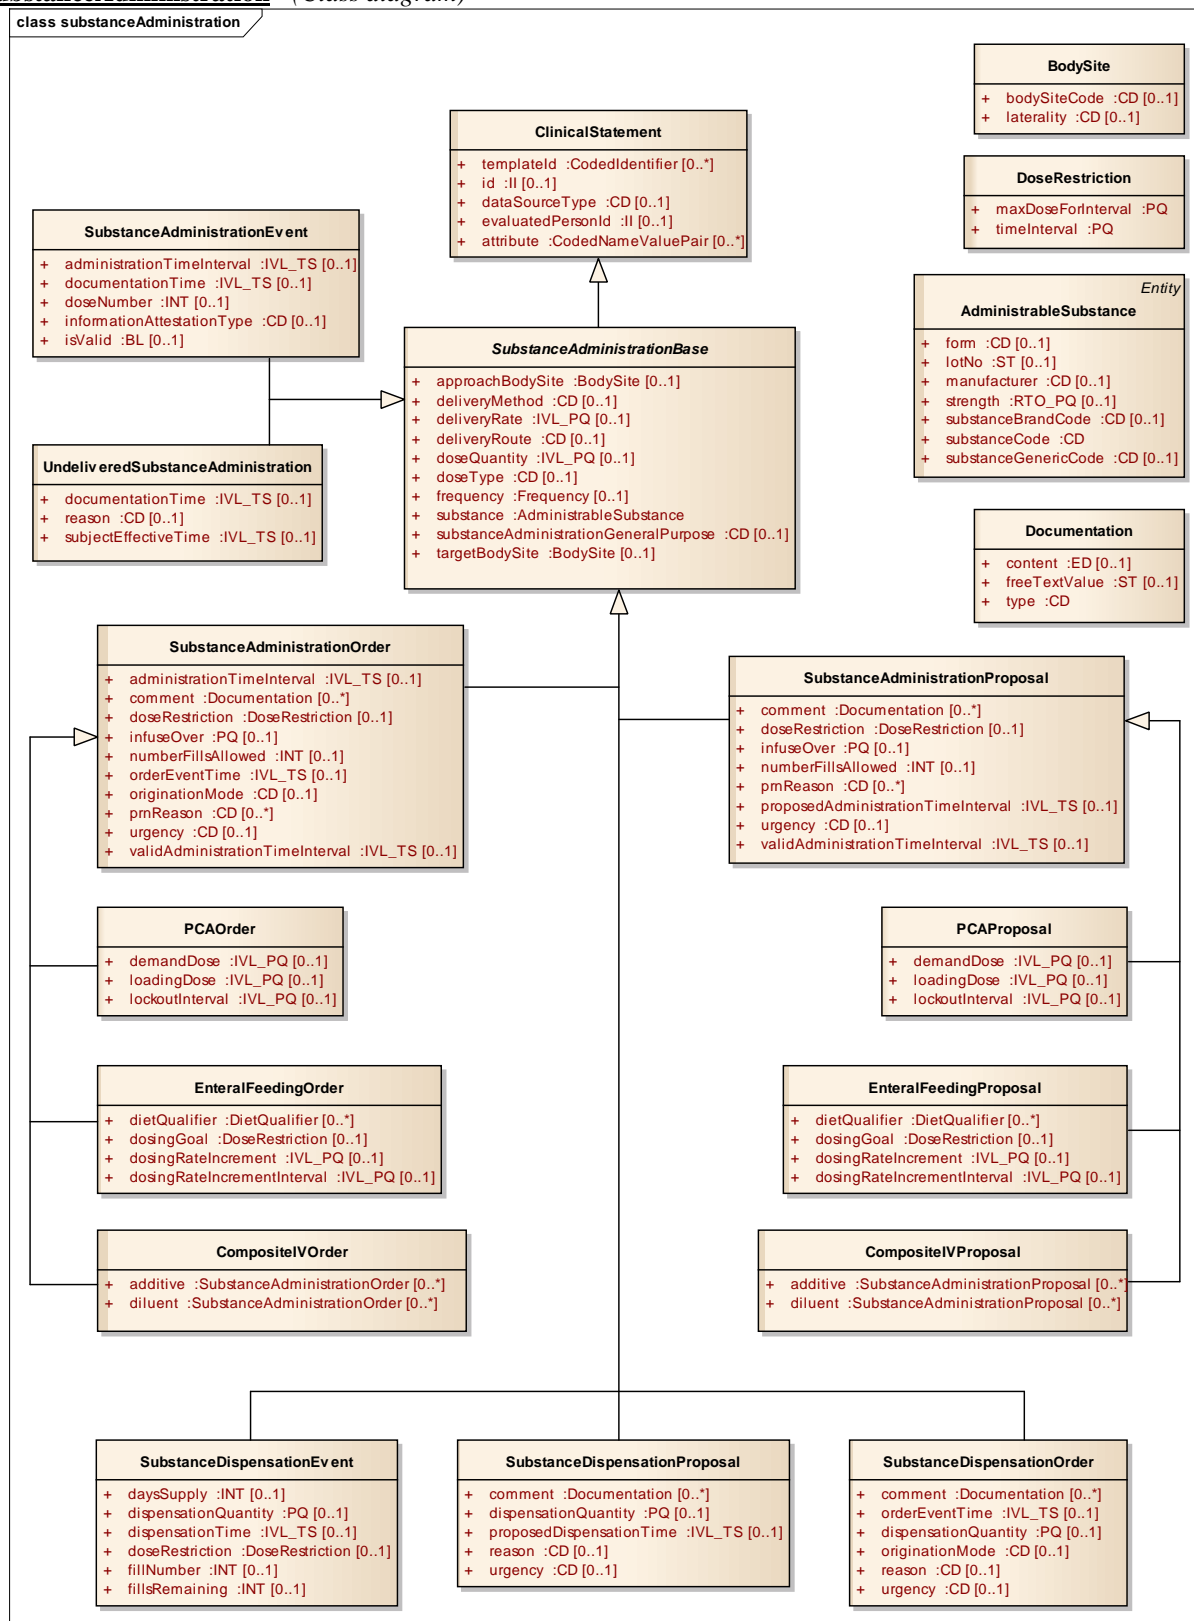 (Class diagram)
class substanceAdministration
BodySite
+ bodySiteCode :CD [0..1]
+ laterality :CD [0..1]
ClinicalStatement
+ templateId :CodedIdentifier [0..*]
+ id :II [0..1]
+ dataSourceType :CD [0..1]
+ evaluatedPersonId :II [0..1]
+ attribute :CodedNameValuePair [0..*]
DoseRestriction
+ maxDoseForInterval :PQ
+ timeInterval :PQ
SubstanceAdministrationEvent
+ administrationTimeInterval :IVL_TS [0..1]
+ documentationTime :IVL_TS [0..1]
+ doseNumber :INT [0..1]
+ informationAttestationType :CD [0..1]
+ isValid :BL [0..1]
Entity
AdministrableSubstance
+ form :CD [0..1]
+ lotNo :ST [0..1]
+ manufacturer :CD [0..1]
+ strength :RTO_PQ [0..1]
+ substanceBrandCode :CD [0..1]
+ substanceCode :CD
+ substanceGenericCode :CD [0..1]
SubstanceAdministrationBase
+ approachBodySite :BodySite [0..1]
+ deliveryMethod :CD [0..1]
+ deliveryRate :IVL_PQ [0..1]
+ deliveryRoute :CD [0..1]
+ doseQuantity :IVL_PQ [0..1]
+ doseType :CD [0..1]
+ frequency :Frequency [0..1]
+ substance :AdministrableSubstance
+ substanceAdministrationGeneralPurpose :CD [0..1]
+ targetBodySite :BodySite [0..1]
UndeliveredSubstanceAdministration
+ documentationTime :IVL_TS [0..1]
+ reason :CD [0..1]
+ subjectEffectiveTime :IVL_TS [0..1]
Documentation
+ content :ED [0..1]
+ freeTextValue :ST [0..1]
+ type :CD
SubstanceAdministrationOrder
+ administrationTimeInterval :IVL_TS [0..1]
+ comment :Documentation [0..*]
+ doseRestriction :DoseRestriction [0..1]
+ infuseOver :PQ [0..1]
+ numberFillsAllowed :INT [0..1]
+ orderEventTime :IVL_TS [0..1]
+ originationMode :CD [0..1]
+ prnReason :CD [0..*]
+ urgency :CD [0..1]
+ validAdministrationTimeInterval :IVL_TS [0..1]
SubstanceAdministrationProposal
+ comment :Documentation [0..*]
+ doseRestriction :DoseRestriction [0..1]
+ infuseOver :PQ [0..1]
+ numberFillsAllowed :INT [0..1]
+ prnReason :CD [0..*]
+ proposedAdministrationTimeInterval :IVL_TS [0..1]
+ urgency :CD [0..1]
+ validAdministrationTimeInterval :IVL_TS [0..1]
PCAOrder
+ demandDose :IVL_PQ [0..1]
+ loadingDose :IVL_PQ [0..1]
+ lockoutInterval :IVL_PQ [0..1]
PCAProposal
+ demandDose :IVL_PQ [0..1]
+ loadingDose :IVL_PQ [0..1]
+ lockoutInterval :IVL_PQ [0..1]
EnteralFeedingOrder
+ dietQualifier :DietQualifier [0..*]
+ dosingGoal :DoseRestriction [0..1]
+ dosingRateIncrement :IVL_PQ [0..1]
+ dosingRateIncrementInterval :IVL_PQ [0..1]
EnteralFeedingProposal
+ dietQualifier :DietQualifier [0..*]
+ dosingGoal :DoseRestriction [0..1]
+ dosingRateIncrement :IVL_PQ [0..1]
+ dosingRateIncrementInterval :IVL_PQ [0..1]
CompositeIVOrder
+ additive :SubstanceAdministrationOrder [0..*]
+ diluent :SubstanceAdministrationOrder [0..*]
CompositeIVProposal
+ additive :SubstanceAdministrationProposal [0..*]
+ diluent :SubstanceAdministrationProposal [0..*]
SubstanceDispensationEvent
+ daysSupply :INT [0..1]
+ dispensationQuantity :PQ [0..1]
+ dispensationTime :IVL_TS [0..1]
+ doseRestriction :DoseRestriction [0..1]
+ fillNumber :INT [0..1]
+ fillsRemaining :INT [0..1]
SubstanceDispensationProposal
+ comment :Documentation [0..*]
+ dispensationQuantity :PQ [0..1]
+ proposedDispensationTime :IVL_TS [0..1]
+ reason :CD [0..1]
+ urgency :CD [0..1]
SubstanceDispensationOrder
+ comment :Documentation [0..*]
+ orderEventTime :IVL_TS [0..1]
+ dispensationQuantity :PQ [0..1]
+ originationMode :CD [0..1]
+ reason :CD [0..1]
+ urgency :CD [0..1]